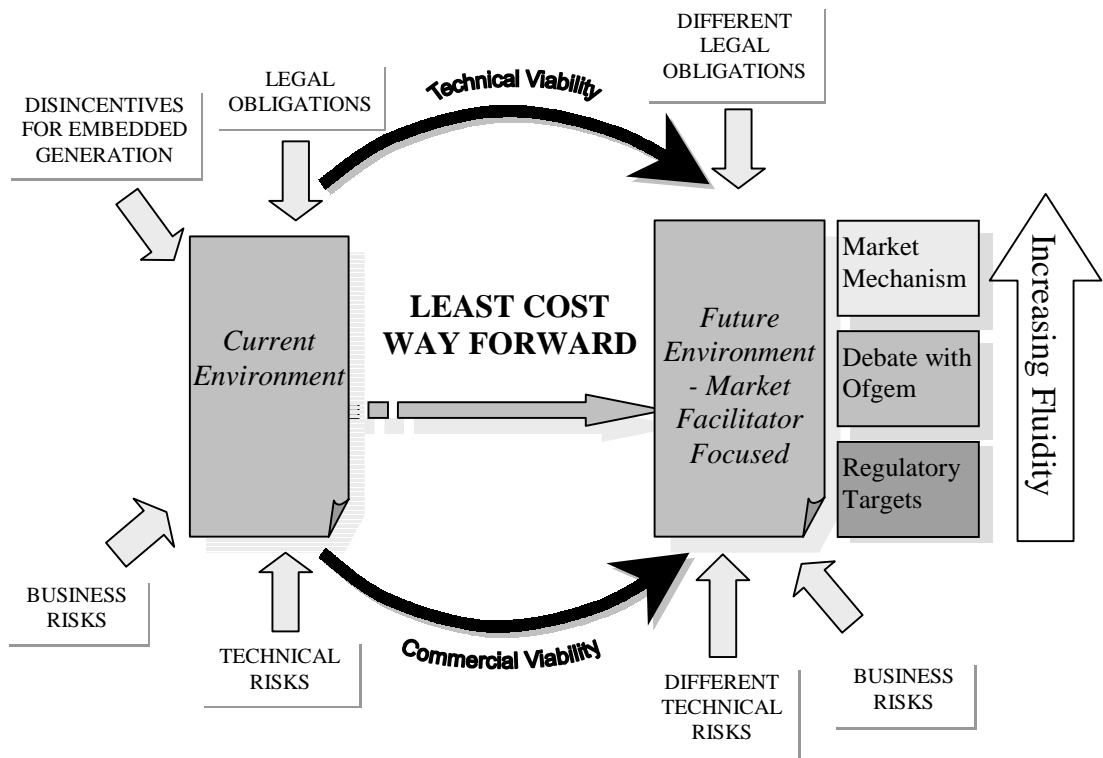 DISINCENTIVES
FOR EMBEDDED
GENERATION
LEGAL
OBLIGATIONS
Technical Viability
DIFFERENT
LEGAL
OBLIGATIONS
Current
Environment
LEAST COST
WAY FORWARD
Future
Environment
- Market
Facilitator
Focused
Market
Mechanism
Debate with
Ofgem
Regulatory
Targets
Increasing Fluidity
BUSINESS
RISKS
TECHNICAL
RISKS
Commercial Viability
DIFFERENT
TECHNICAL
RISKS
BUSINESS
RISKS